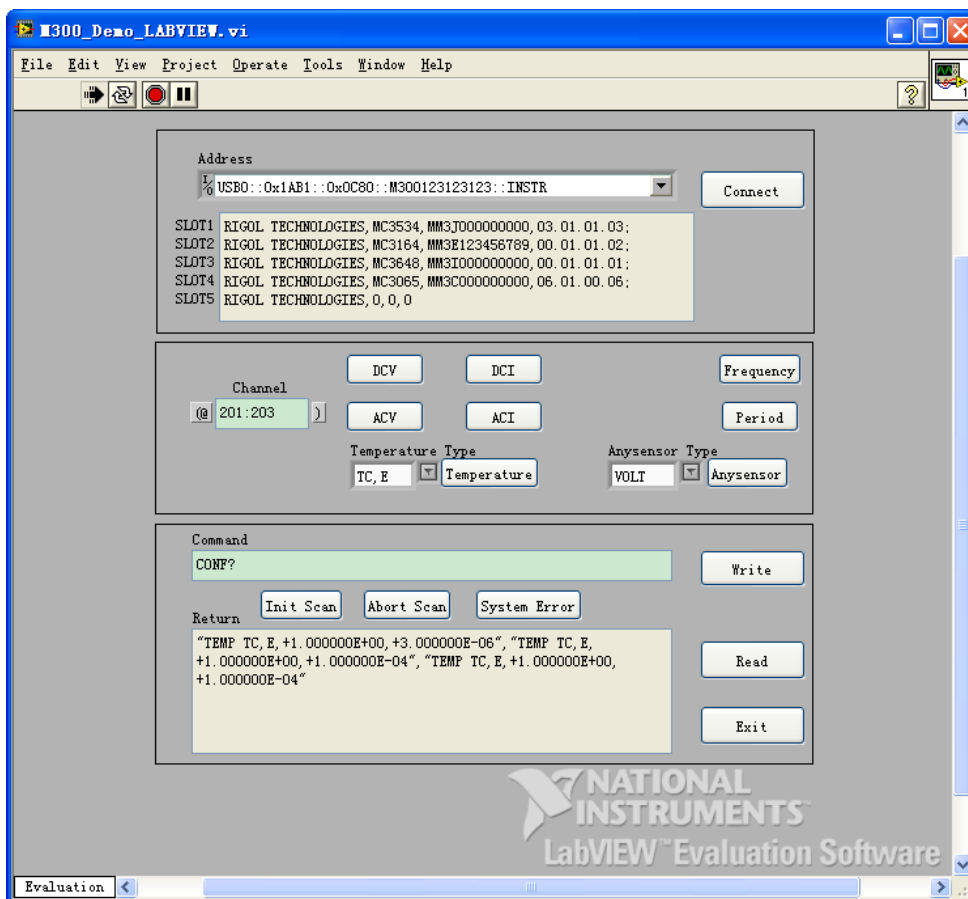 M300_Demo_LABVIEW.vi
File Edit View Project Operate Tools Window Help
1
Address
I/O USB0::0x1AB1::0x0C80::M300123123123::INSTR
Connect
SLOT1 RIGOL TECHNOLOGIES,MC3534,MM3J000000000,03.01.01.03;
SLOT2 RIGOL TECHNOLOGIES,MC3164,MM3E123456789,00.01.01.02;
SLOT3 RIGOL TECHNOLOGIES,MC3648,MM3I000000000,00.01.01.01;
SLOT4 RIGOL TECHNOLOGIES,MC3065,MM3C000000000,06.01.00.06;
SLOT5 RIGOL TECHNOLOGIES,0,0,0
DCV DCI Frequency
Channel
(@ 201:203 )
ACV ACI Period
Temperature Type Anysensor Type
TC,E Temperature VOLT Anysensor
Command
CONF?
Write
Init Scan Abort Scan System Error
Return
"TEMP TC,E,+1.000000E+00,+3.000000E-06","TEMP TC,E,
+1.000000E+00,+1.000000E-04","TEMP TC,E,+1.000000E+00,
+1.000000E-04"
Read
Exit
NATIONAL
INSTRUMENTS™
LabVIEW™ Evaluation Software
Evaluation